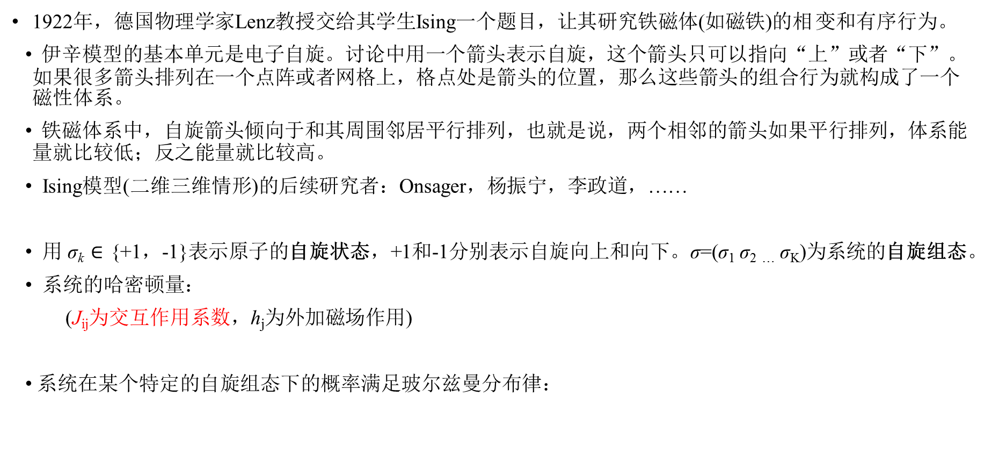 • 1922年，德国物理学家Lenz教授交给其学生Ising一个题目，让其研究铁磁体(如磁铁)的相变和有序行为。
• 伊辛模型的基本单元是电子自旋。讨论中用一个箭头表示自旋，这个箭头只可以指向“上”或者“下”。
如果很多箭头排列在一个点阵或者网格上，格点处是箭头的位置，那么这些箭头的组合行为就构成了一个
磁性体系。
• 铁磁体系中，自旋箭头倾向于和其周围邻居平行排列，也就是说，两个相邻的箭头如果平行排列，体系能
量就比较低；反之能量就比较高。
• Ising模型(二维三维情形)的后续研究者：Onsager，杨振宁，李政道，……
• 用 σk ∈ {+1，-1}表示原子的自旋状态，+1和-1分别表示自旋向上和向下。σ=(σ1 σ2 … σK)为系统的自旋组态。
• 系统的哈密顿量：
(Jij为交互作用系数，hj为外加磁场作用)
• 系统在某个特定的自旋组态下的概率满足玻尔兹曼分布律：